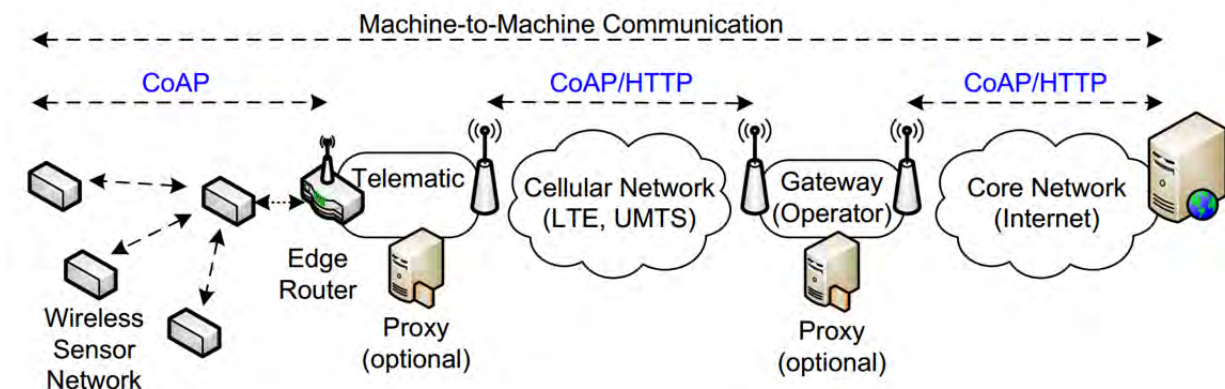 Machine-to-Machine Communication
CoAP
CoAP/HTTP
CoAP/HTTP
Telematic
Cellular Network
(LTE, UMTS)
Gateway
(Operator)
Core Network
(Internet)
Edge
Router
Proxy
(optional)
Proxy
(optional)
Wireless
Sensor
Network